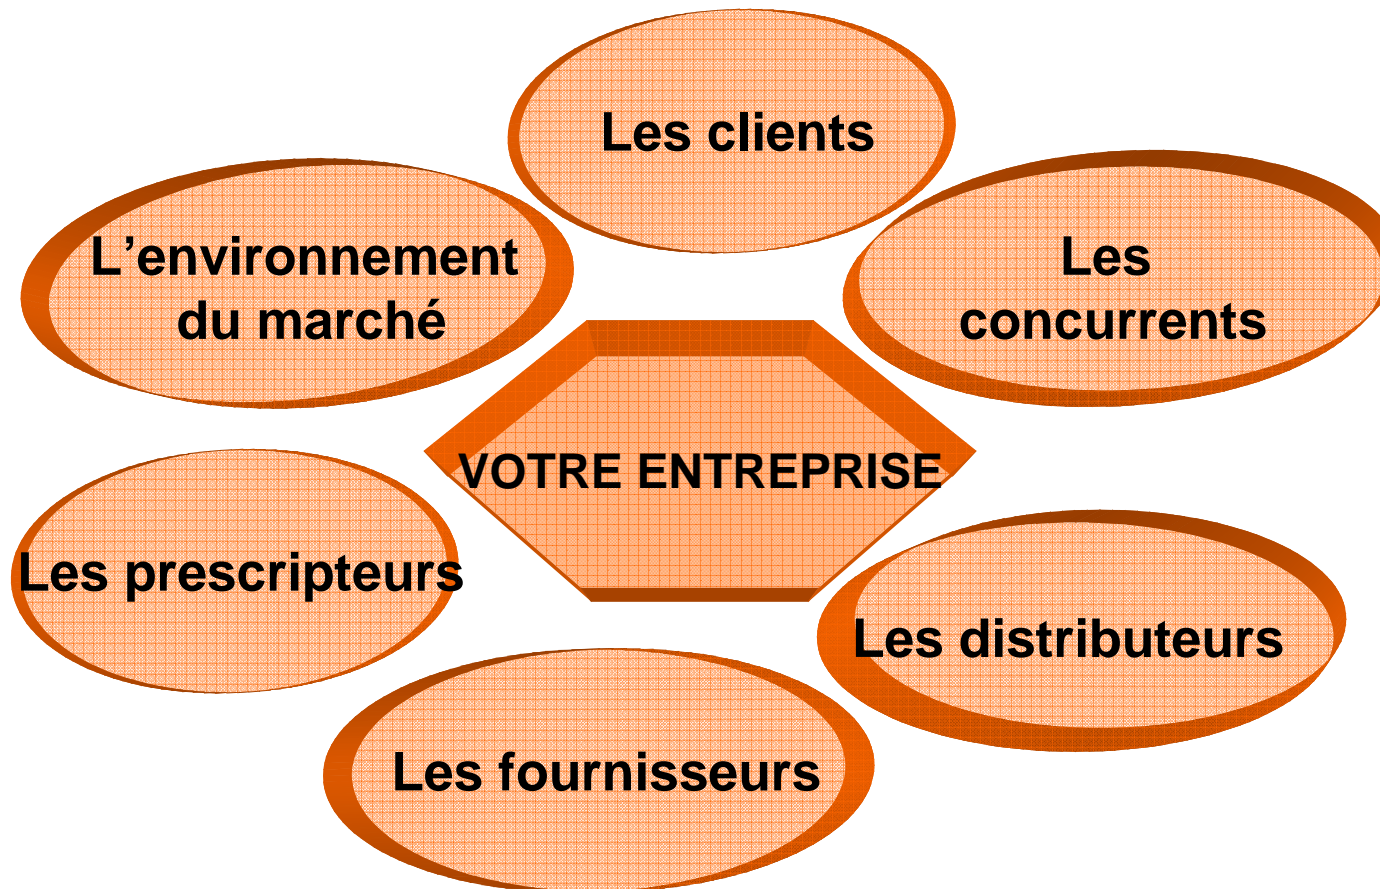 Les clients
L’environnement
du marché
Les
concurrents
VOTRE ENTREPRISE
Les prescripteurs
Les distributeurs
Les fournisseurs